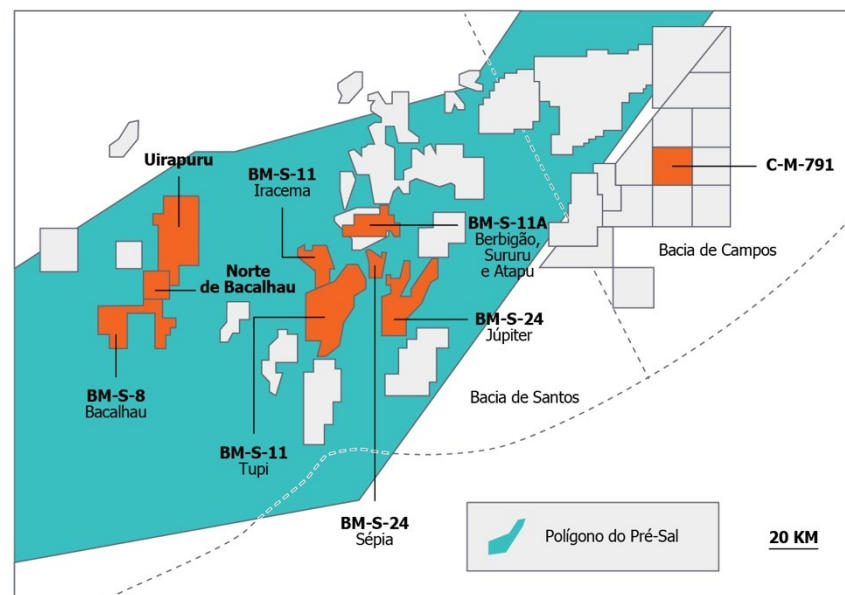 Uirapuru
BM-S-11
Iracema
C-M-791
BM-S-11A
Berbigão,
Sururu
e Atapu
Bacia de Campos
Norte
de Bacalhau
BM-S-24
Júpiter
BM-S-8
Bacalhau
Bacia de Santos
BM-S-11
Tupi
BM-S-24
Sépia
Polígono do Pré-Sal
20 KM